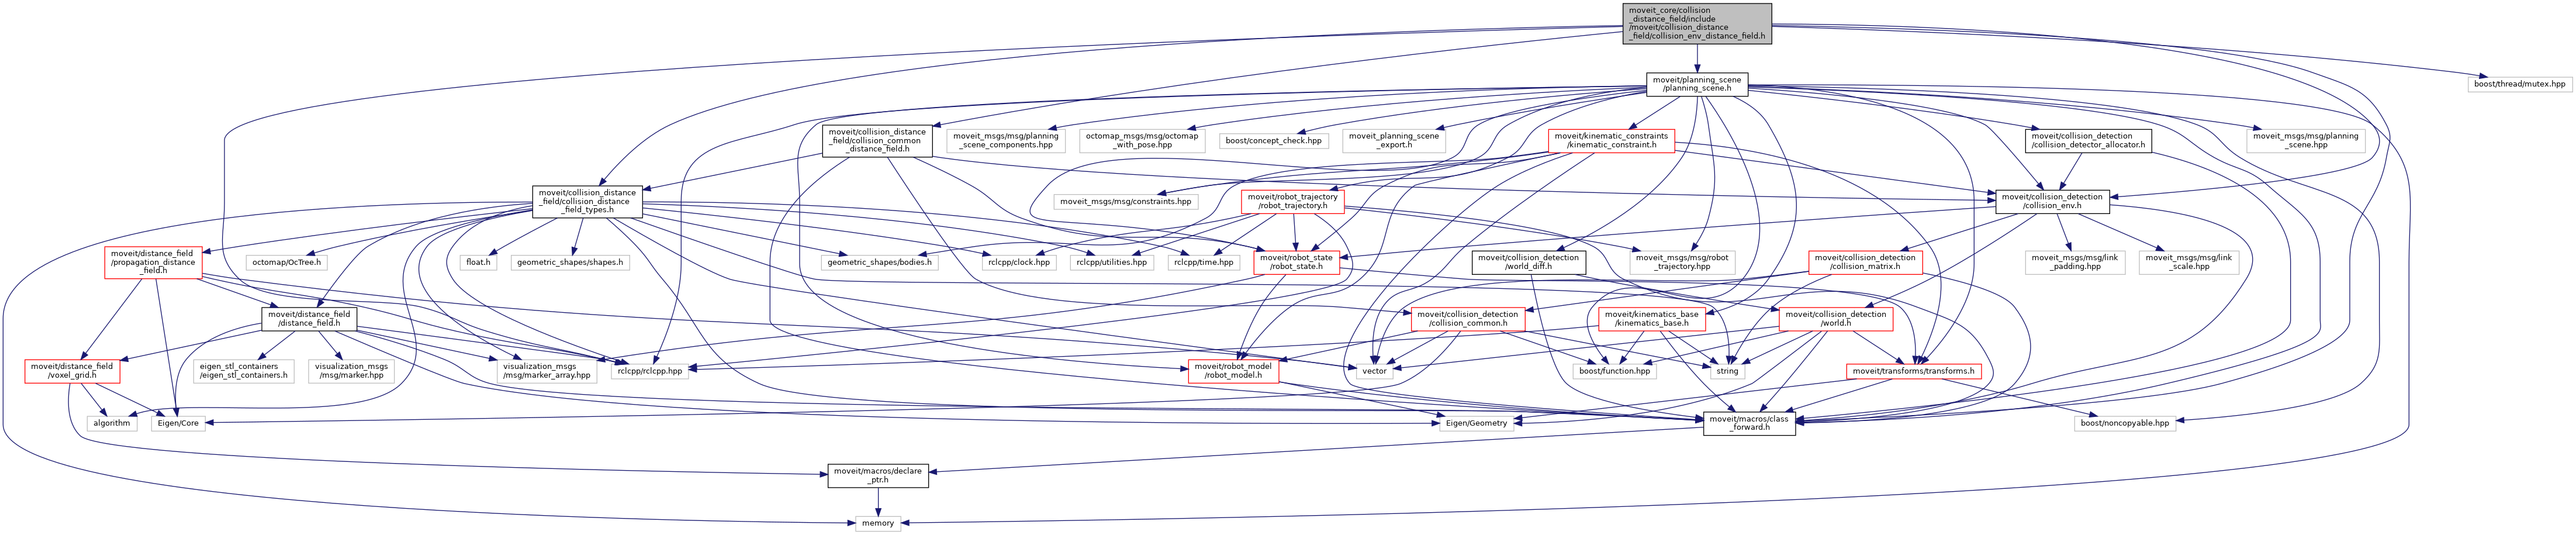 moveit_core/collision
_distance_field/include
/moveit/collision_distance
_field/collision_env_distance_field.h
moveit/planning_scene
/planning_scene.h
boost/thread/mutex.hpp
moveit/collision_distance
_field/collision_common
_distance_field.h
moveit_msgs/msg/planning
_scene_components.hpp
octomap_msgs/msg/octomap
_with_pose.hpp
boost/concept_check.hpp
moveit_planning_scene
_export.h
moveit/kinematic_constraints
/kinematic_constraint.h
moveit/collision_detection
/collision_detector_allocator.h
moveit_msgs/msg/planning
_scene.hpp
moveit/collision_distance
_field/collision_distance
_field_types.h
moveit_msgs/msg/constraints.hpp
moveit/robot_trajectory
/robot_trajectory.h
moveit/collision_detection
/collision_env.h
moveit/distance_field
/propagation_distance
_field.h
octomap/OcTree.h
float.h
geometric_shapes/shapes.h
geometric_shapes/bodies.h
rclcpp/clock.hpp
rclcpp/utilities.hpp
rclcpp/time.hpp
moveit/robot_state
/robot_state.h
moveit/collision_detection
/world_diff.h
moveit_msgs/msg/robot
_trajectory.hpp
moveit/collision_detection
/collision_matrix.h
moveit_msgs/msg/link
_padding.hpp
moveit_msgs/msg/link
_scale.hpp
moveit/distance_field
/distance_field.h
moveit/collision_detection
/collision_common.h
moveit/kinematics_base
/kinematics_base.h
moveit/collision_detection
/world.h
moveit/distance_field
/voxel_grid.h
eigen_stl_containers
/eigen_stl_containers.h
visualization_msgs
/msg/marker.hpp
visualization_msgs
/msg/marker_array.hpp
rclcpp/rclcpp.hpp
moveit/robot_model
/robot_model.h
vector
boost/function.hpp
string
moveit/transforms/transforms.h
algorithm
Eigen/Core
Eigen/Geometry
moveit/macros/class
_forward.h
boost/noncopyable.hpp
moveit/macros/declare
_ptr.h
memory